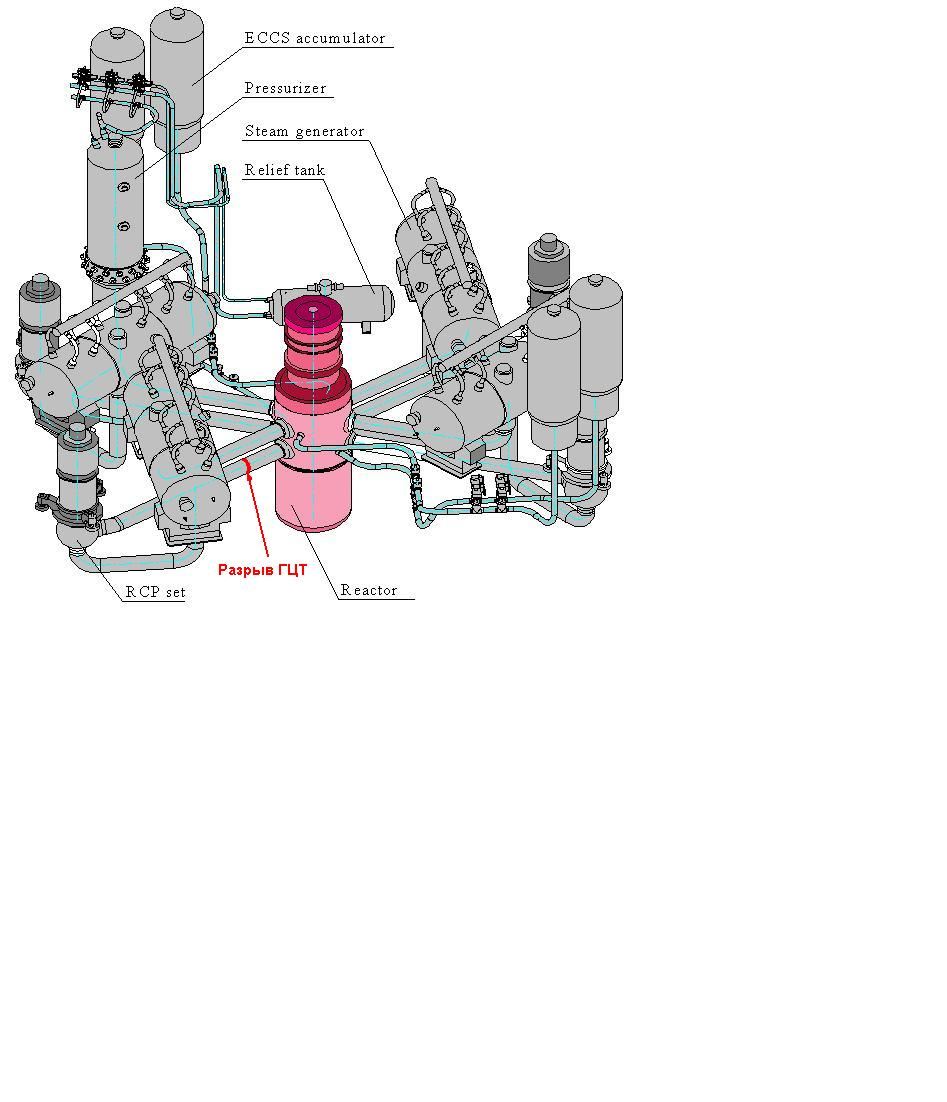 ECCS accumulator
Pressurizer
Steam generator
Relief tank
Разрыв ГЦТ
RCP set
Reactor